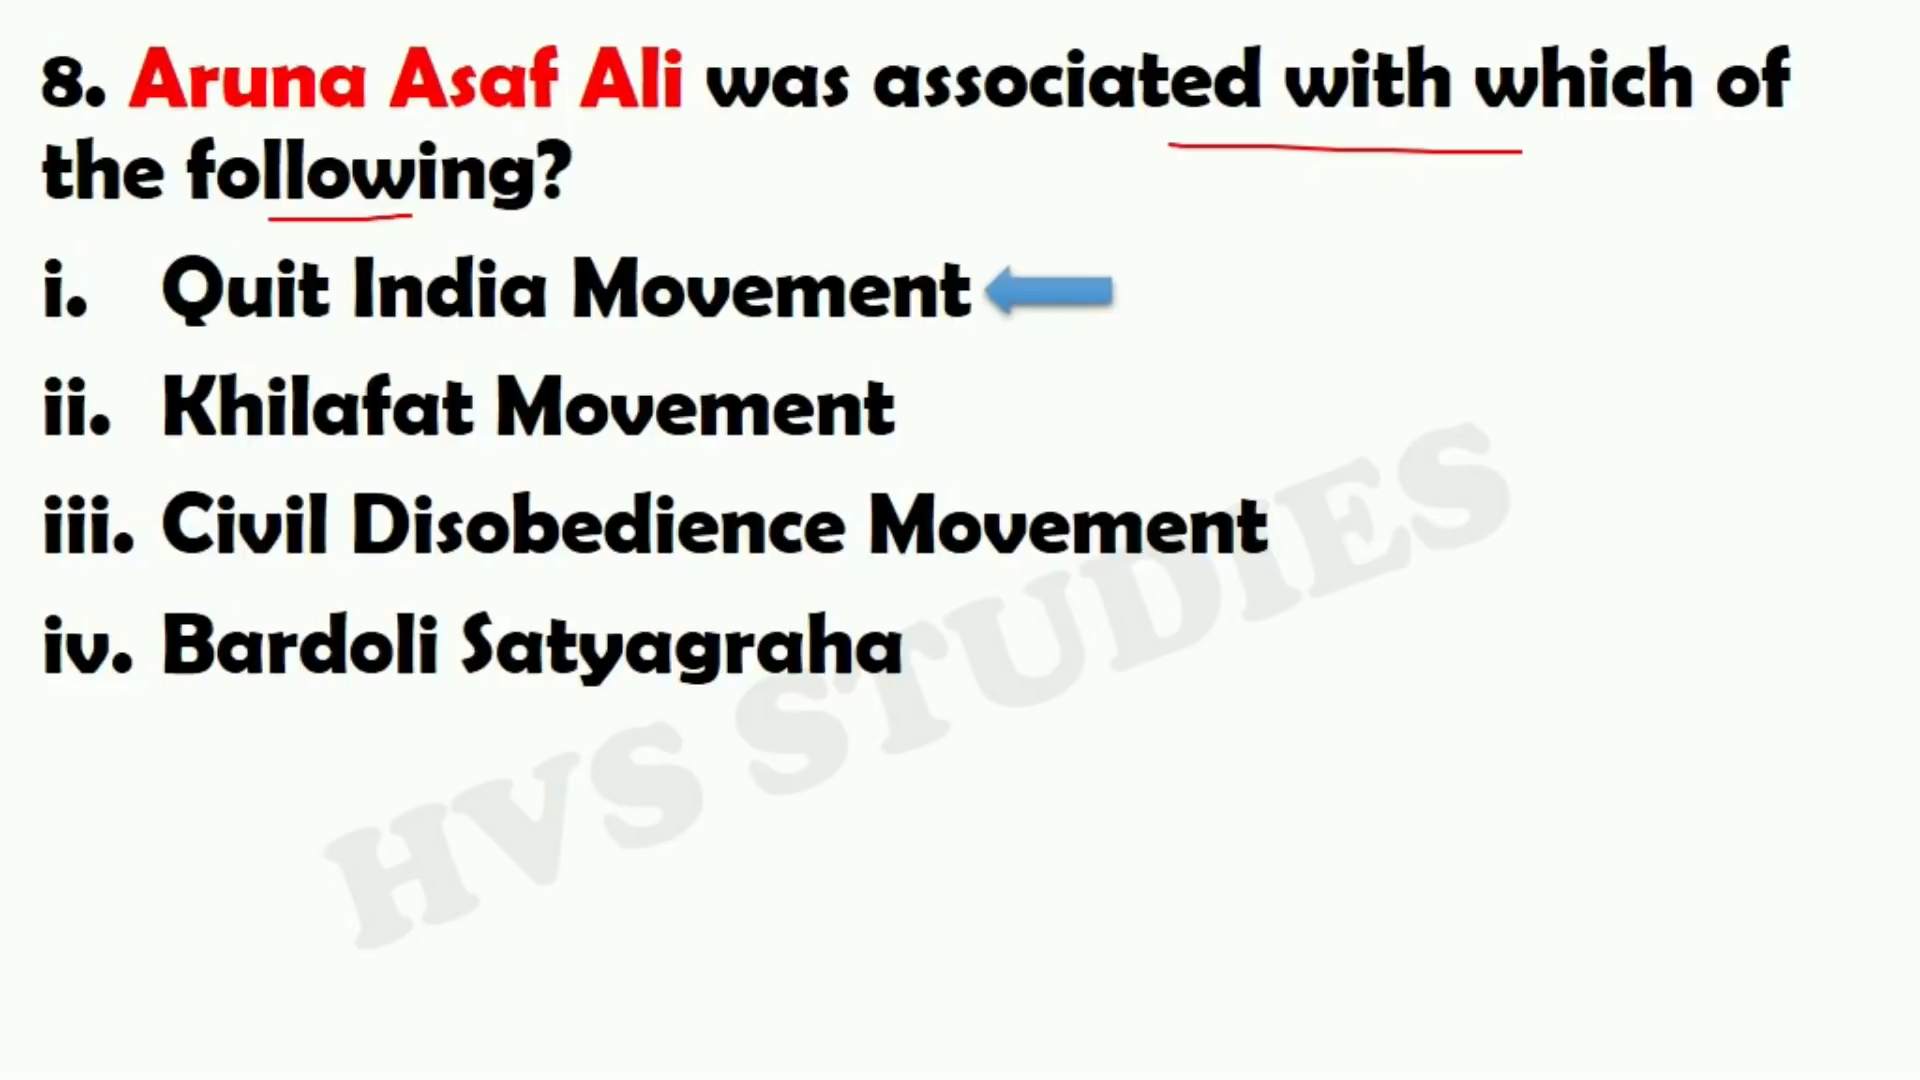 8. Aruna Asaf Ali was associated with which of
the following?
i. Quit India Movement
ii. Khilafat Movement
iii. Civil Disobedience Movement
iv. Bardoli Satyagraha
HVS STUDIES